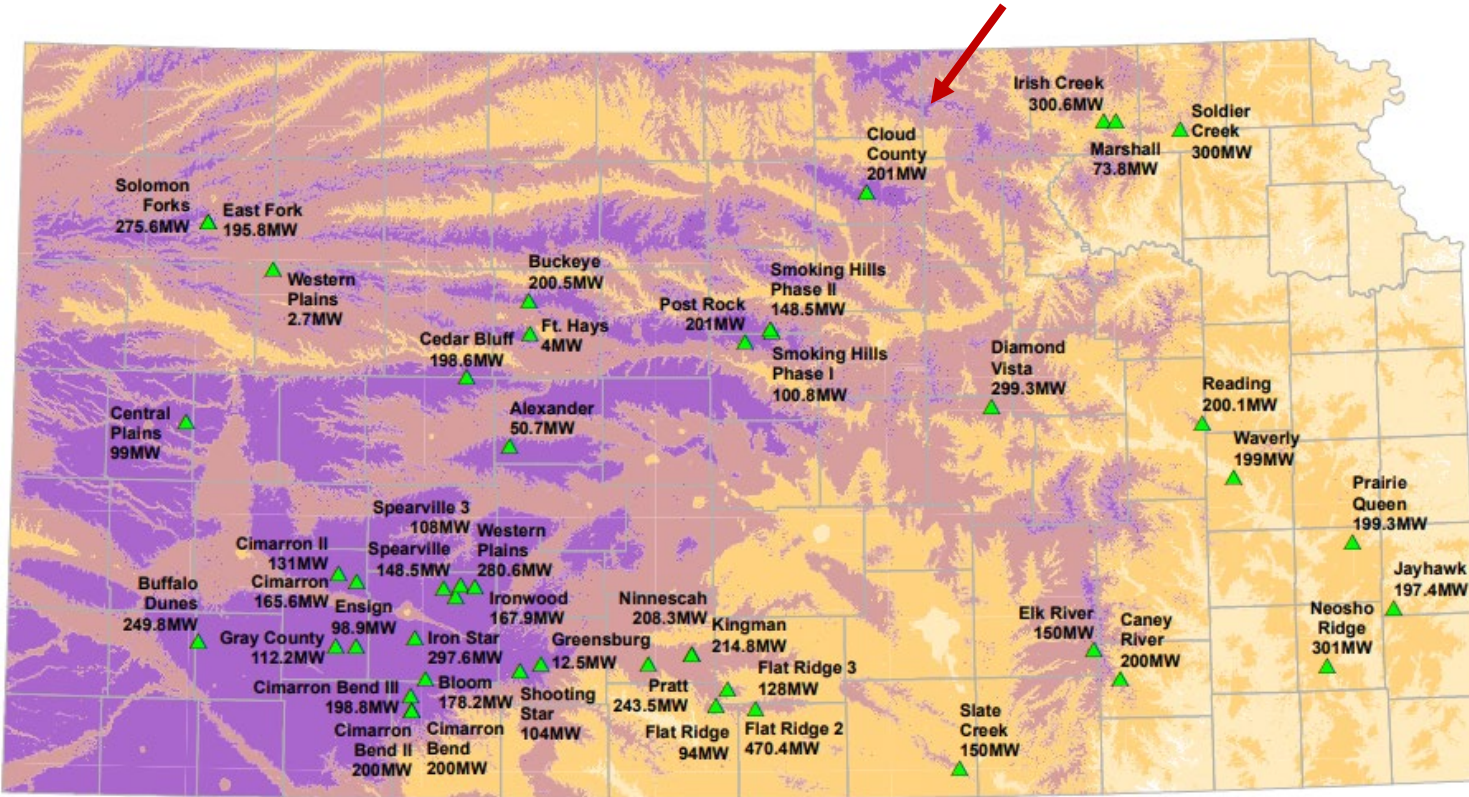 Irish Creek
300.6MW
Soldier
Creek
300MW
Marshall
73.8MW
Cloud
County
201MW
Solomon
Forks
275.6MW
East Fork
195.8MW
Western
Plains
2.7MW
Buckeye
200.5MW
Smoking Hills
Phase II
148.5MW
Post Rock
201MW
Ft. Hays
4MW
Cedar Bluff
198.6MW
Smoking Hills
Phase I
100.8MW
Diamond
Vista
299.3MW
Reading
200.1MW
Central
Plains
99MW
Alexander
50.7MW
Waverly
199MW
Prairie
Queen
199.3MW
Spearville 3
108MW
Western
Plains
280.6MW
Cimarron II
131MW
Spearville
148.5MW
Cimarron
165.6MW
Buffalo
Dunes
249.8MW
Ensign
98.9MW
Ironwood
167.9MW
Ninnescah
208.3MW
Kingman
214.8MW
Jayhawk
197.4MW
Elk River
150MW
Caney
River
200MW
Neosho
Ridge
301MW
Gray County
112.2MW
Iron Star
297.6MW
Greensburg
12.5MW
Flat Ridge 3
128MW
Cimarron Bend III
198.8MW
Bloom
178.2MW
Shooting
Star
104MW
Pratt
243.5MW
Flat Ridge
94MW
Flat Ridge 2
470.4MW
Cimarron
Bend II
200MW
Cimarron
Bend
200MW
Slate
Creek
150MW